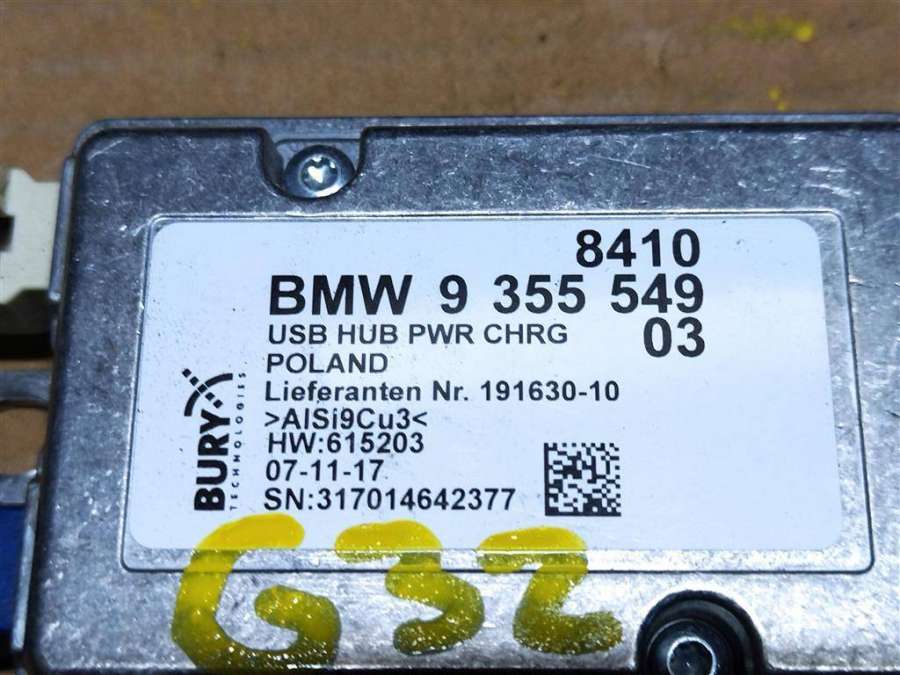 8410
BMW 9 355 549
USB HUB PWR CHRG 03
POLAND
Lieferanten Nr. 191630-10
>AlSi9Cu3<
HW:615203
07-11-17
SN:317014642377
BURY
TECHNOLOGIES
G32